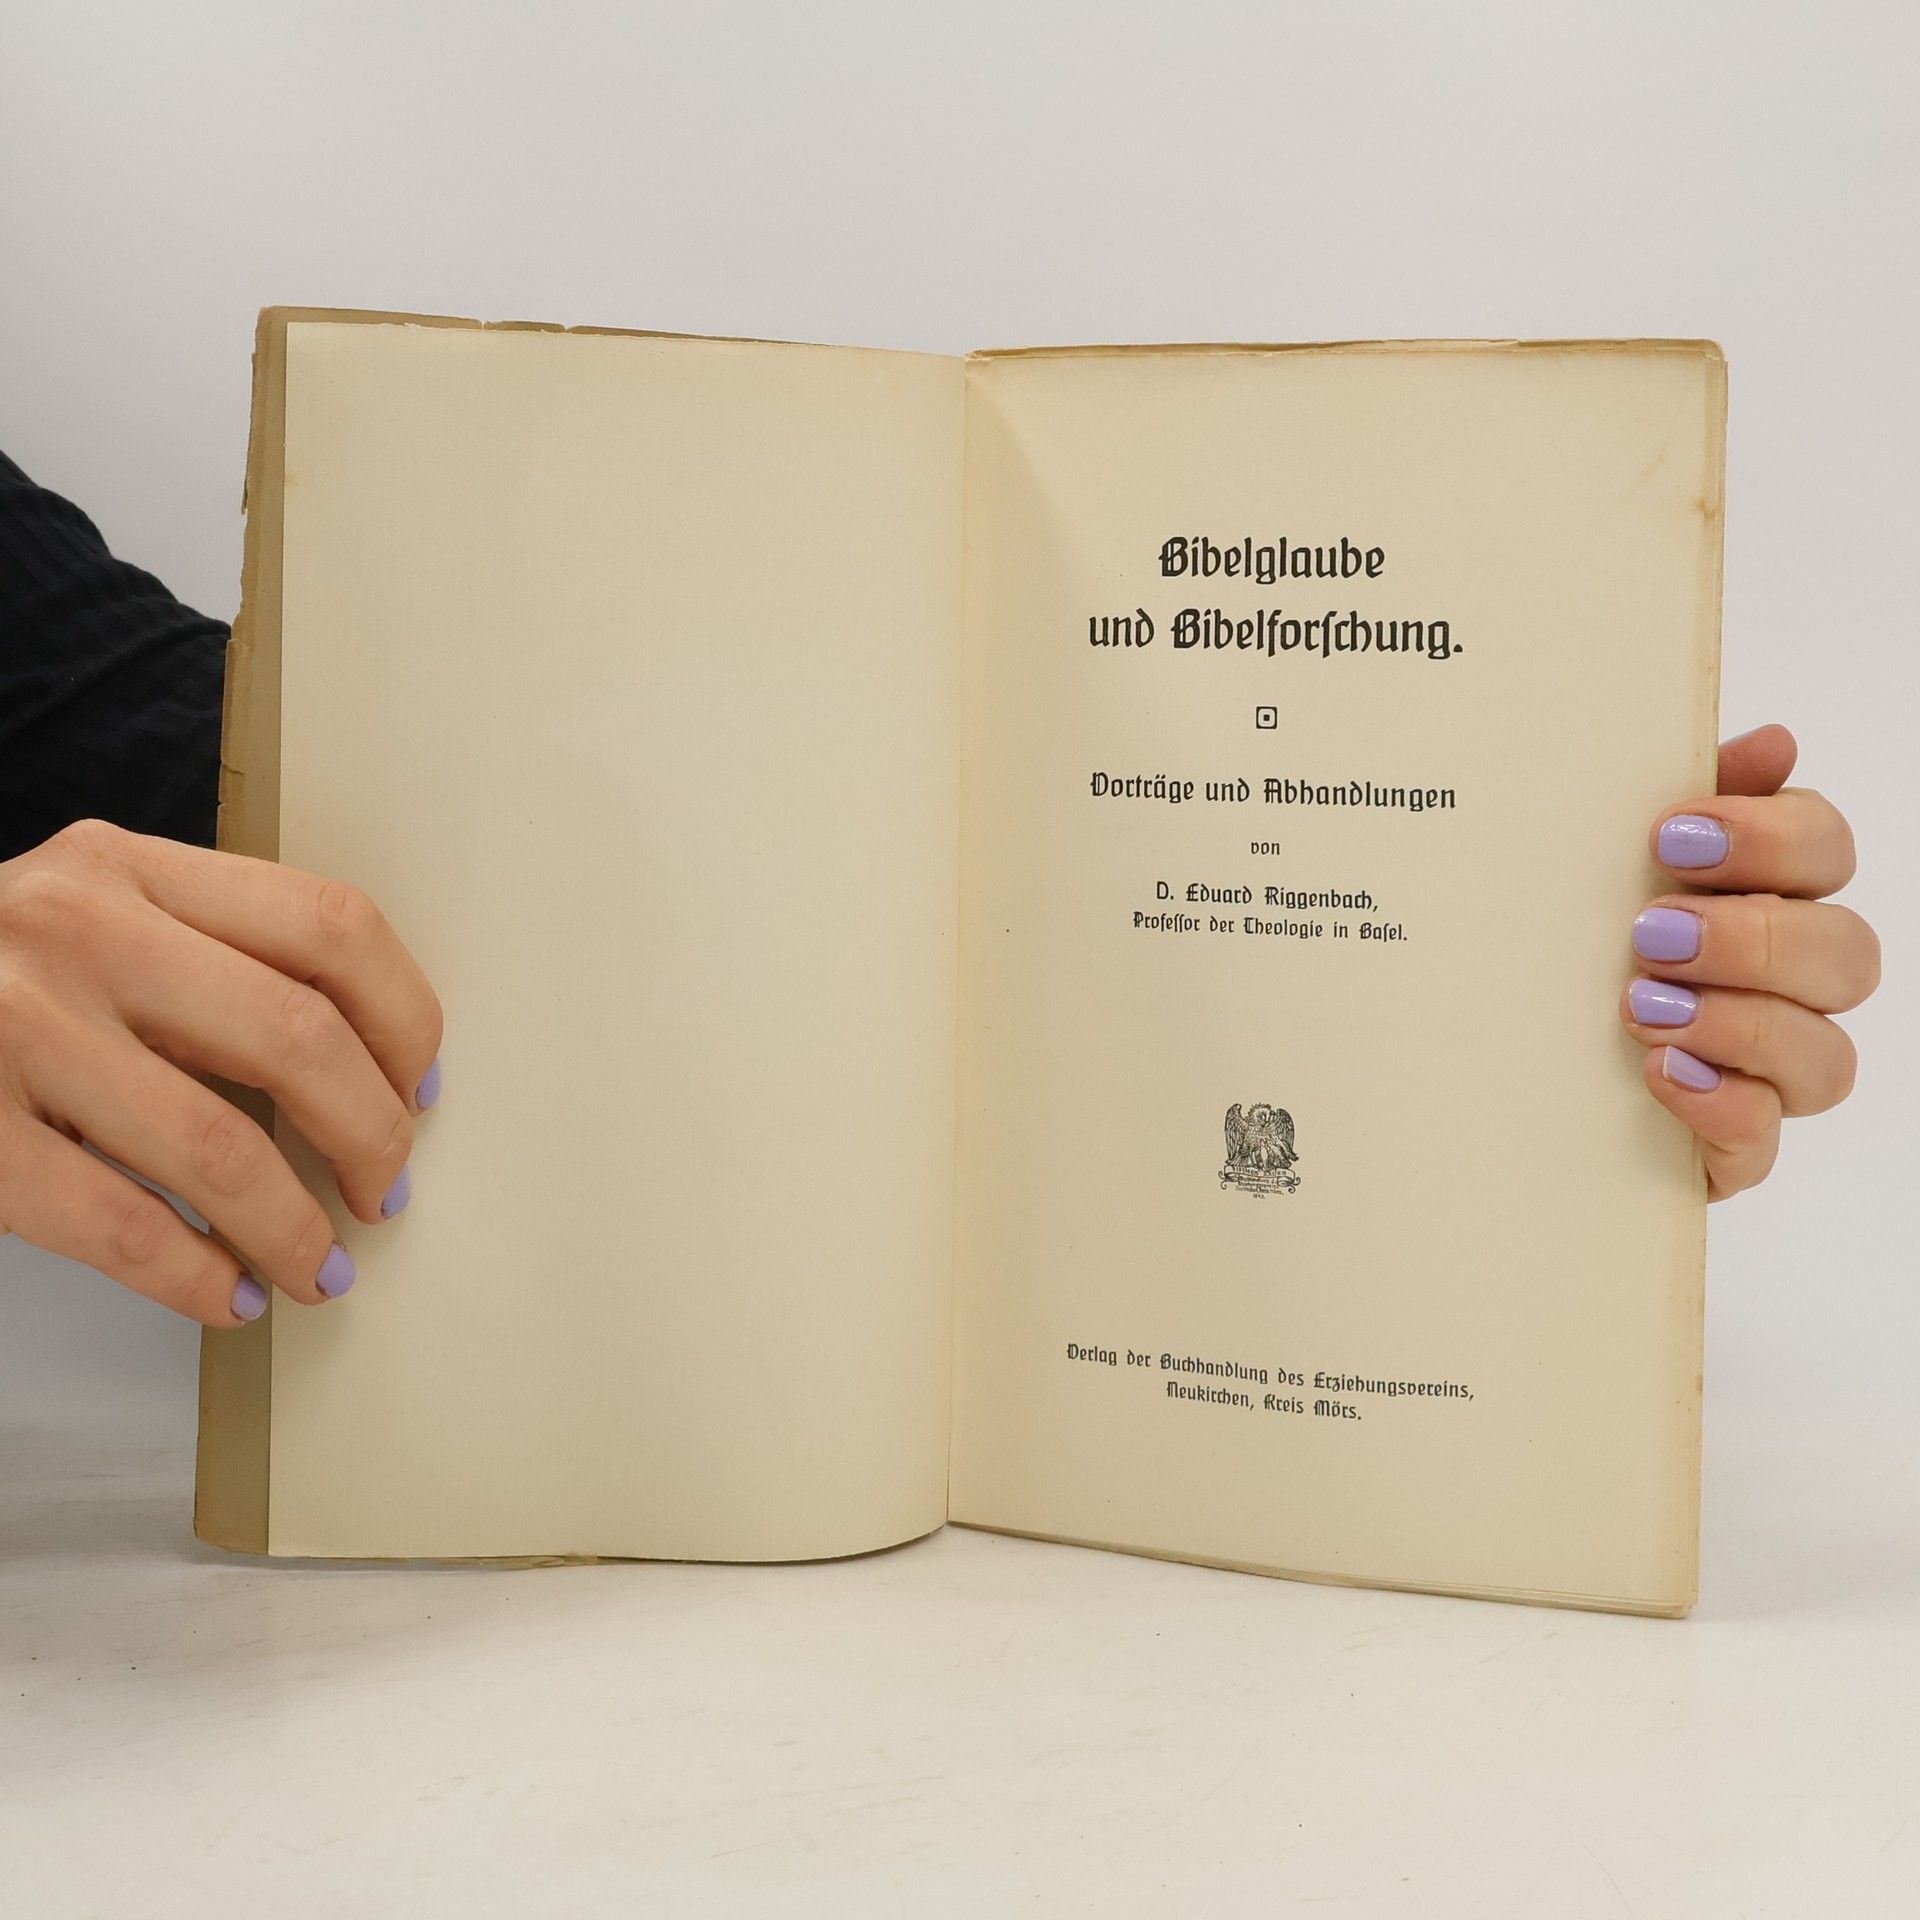 Bibelglaube
und Bibelforſchung.
Vorträge und Abhandlungen
von
D. Eduard Riggenbach,
Profeſſor der Theologie in Baſel.
Verlag der Buchhandlung des Erziehungsvereins,
Neukirchen, Kreis Mörs.